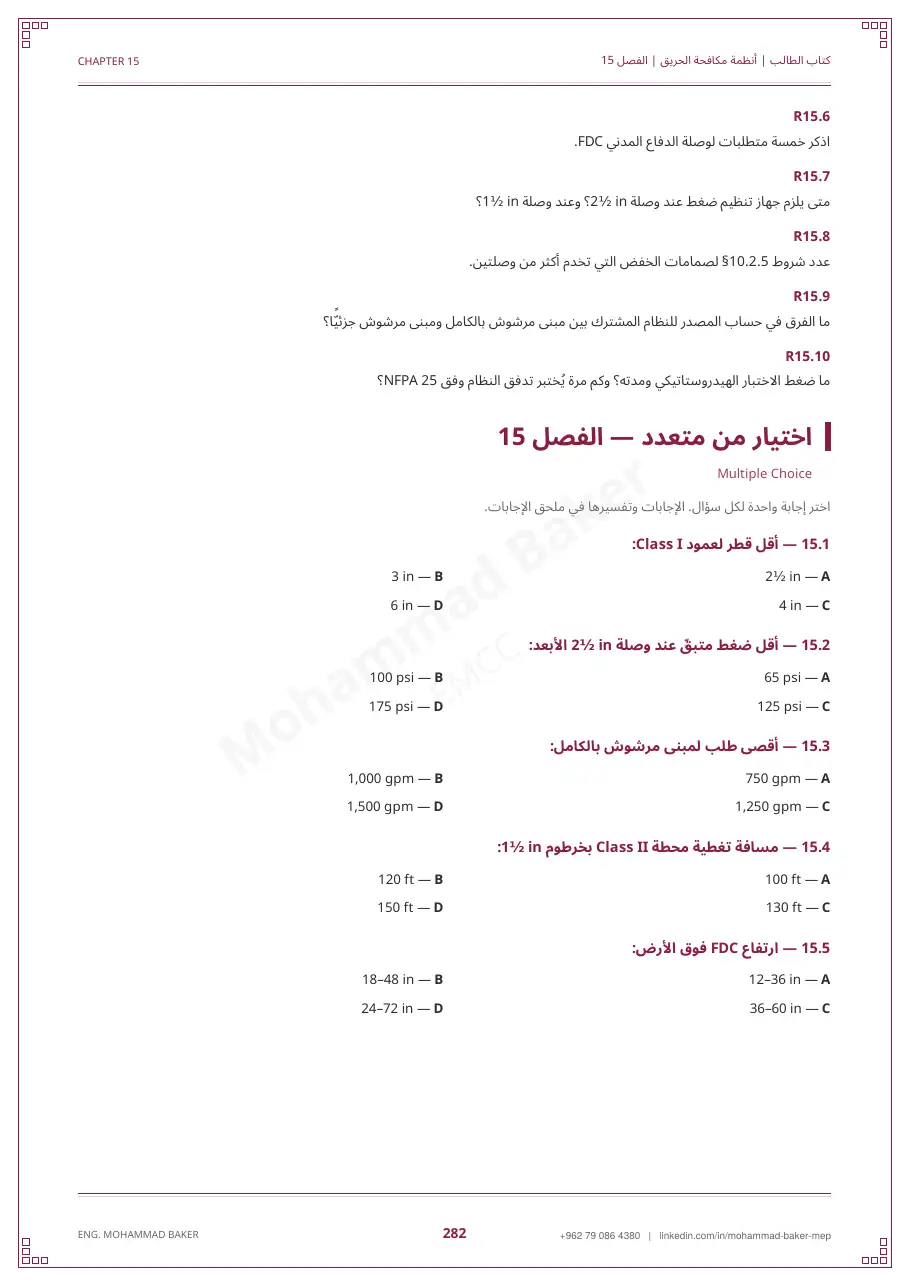 كتاب الطالب | أنظمة مكافحة الحريق | الفصل 15
CHAPTER 15
R15.6
اذكر خمسة متطلبات لوصلة الدفاع المدني FDC.
R15.7
متى يلزم جهاز تنظيم ضغط عند وصلة 2½ in؟ وعند وصلة 1½ in؟
R15.8
عدد شروط §10.2.5 لصمامات الخفض التي تخدم أكثر من وصلتين.
R15.9
ما الفرق في حساب المصدر للنظام المشترك بين مبنى مرشوش بالكامل ومبنى مرشوش جزئيًّا؟
R15.10
ما ضغط الاختبار الهيدروستاتيكي ومدته؟ وكم مرة يُختبر تدفق النظام وفق NFPA 25؟
اختيار من متعدد — الفصل 15
Multiple Choice
اختر إجابة واحدة لكل سؤال. الإجابات وتفسيرها في ملحق الإجابات.
15.1 — أقل قطر لعمود Class I:
A — 2½ in
B — 3 in
C — 4 in
D — 6 in
15.2 — أقل ضغط متبقٍّ عند وصلة 2½ in الأبعد:
A — 65 psi
B — 100 psi
C — 125 psi
D — 175 psi
15.3 — أقصى طلب لمبنى مرشوش بالكامل:
A — 750 gpm
B — 1,000 gpm
C — 1,250 gpm
D — 1,500 gpm
15.4 — مسافة تغطية محطة Class II بخرطوم 1½ in:
A — 100 ft
B — 120 ft
C — 130 ft
D — 150 ft
15.5 — ارتفاع FDC فوق الأرض:
A — 12–36 in
B — 18–48 in
C — 36–60 in
D — 24–72 in
Mohammad Baker
EMCC
ENG. MOHAMMAD BAKER
282
+962 79 086 4380 | linkedin.com/in/mohammad-baker-mep